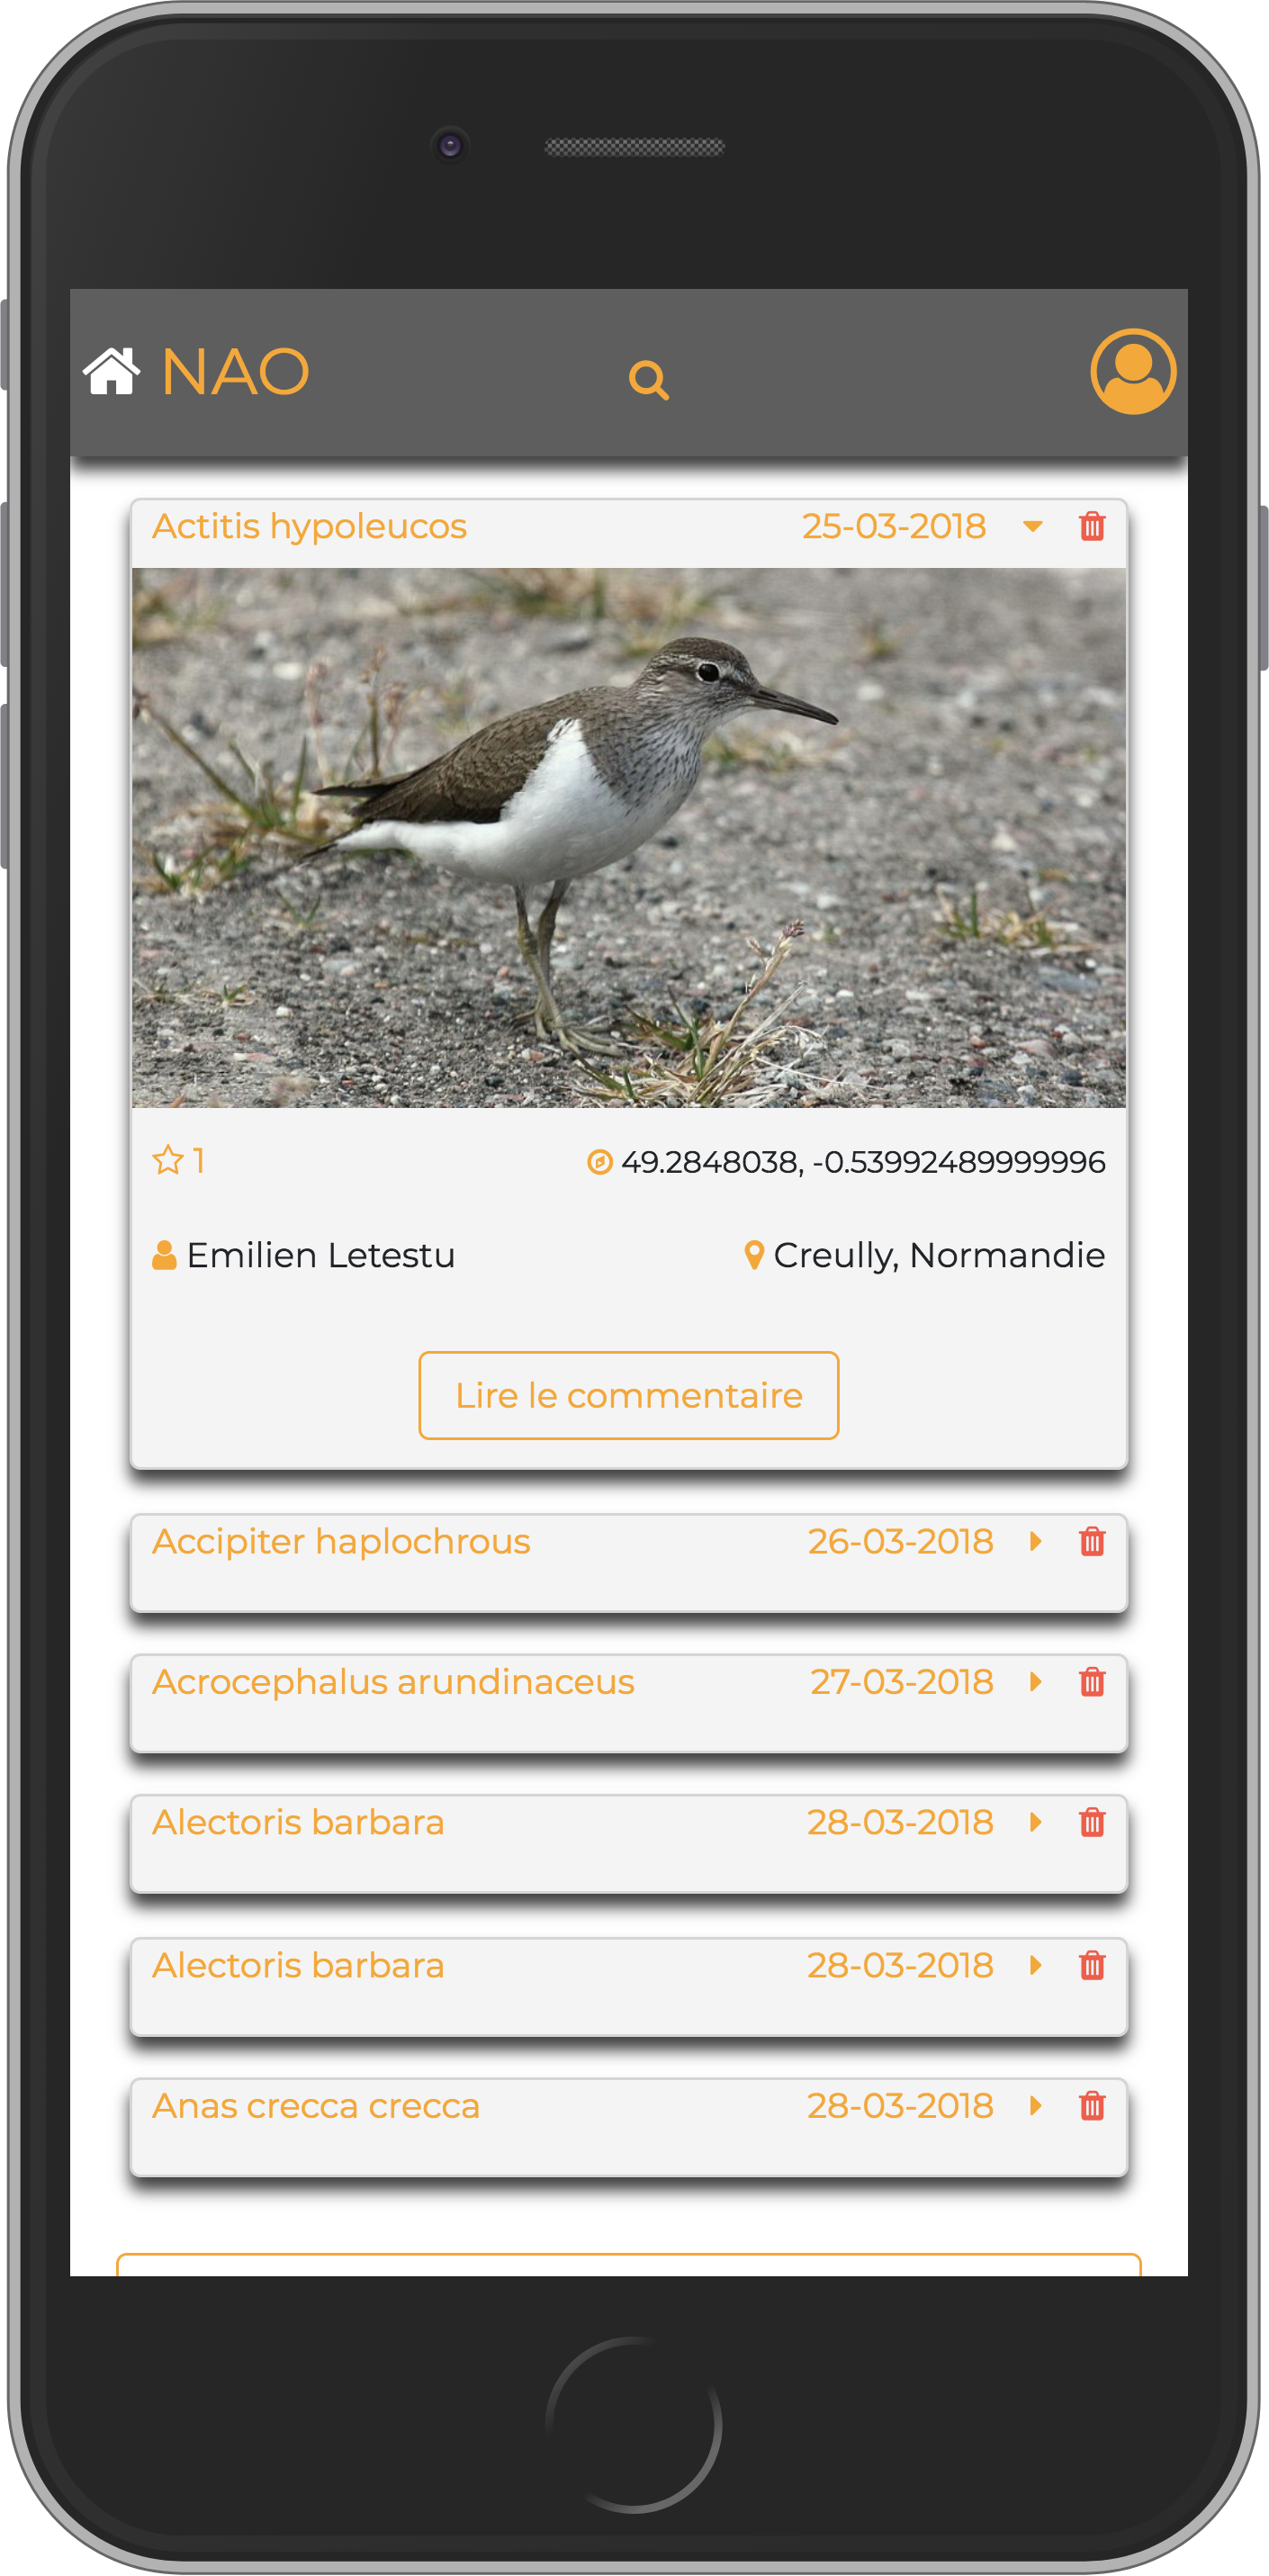 NAO
Actitis hypoleucos 25-03-2018
1 49.2848038, -0.53992489999996
Emilien Letestu Creully, Normandie
Lire le commentaire
Accipiter haplochrous 26-03-2018
Acrocephalus arundinaceus 27-03-2018
Alectoris barbara 28-03-2018
Alectoris barbara 28-03-2018
Anas crecca crecca 28-03-2018